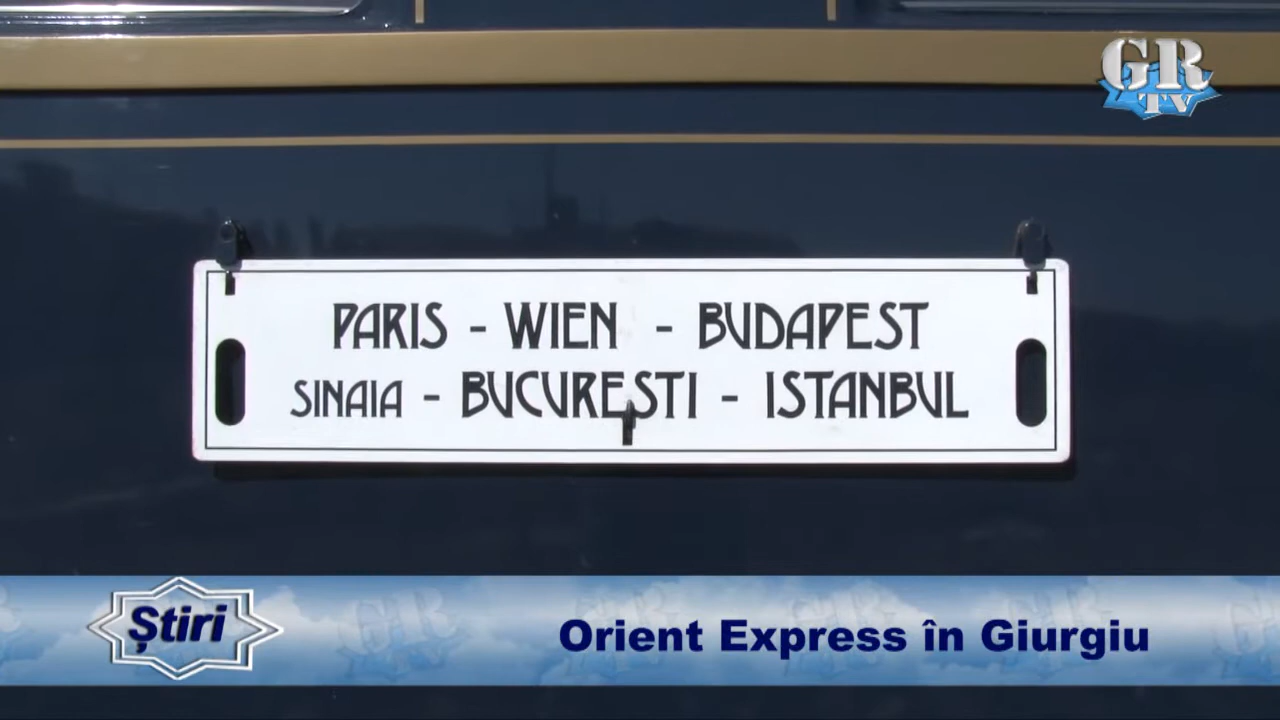 GR
TV
PARIS - WIEN - BUDAPEST
SINAIA - BUCURESTI - ISTANBUL
Știri
Orient Express în Giurgiu